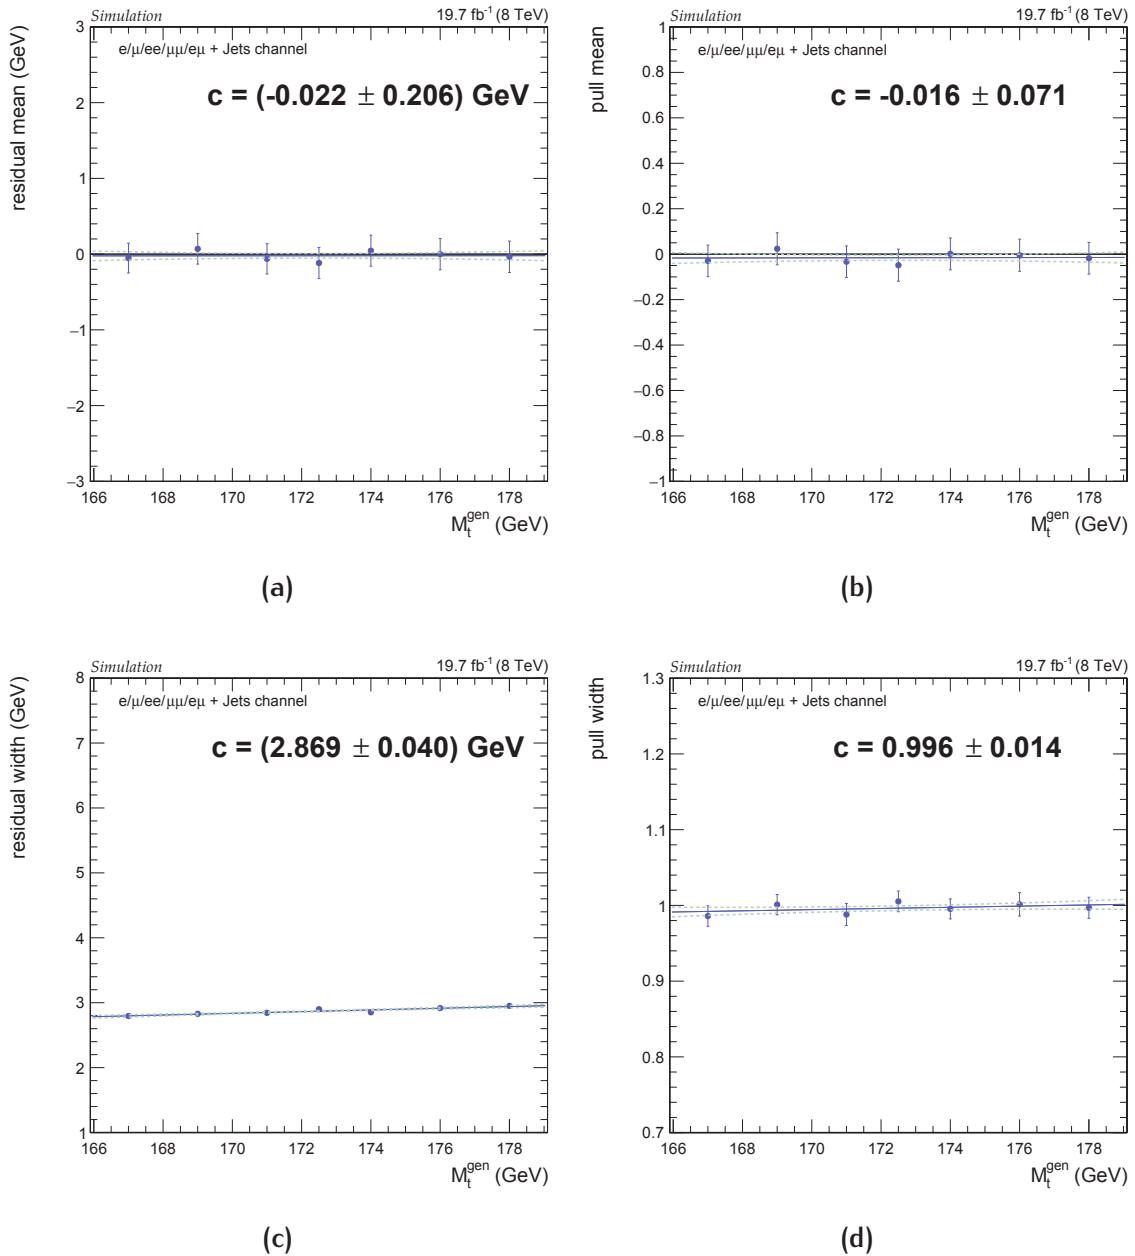 Simulation 19.7 fb⁻¹ (8 TeV)
residual mean (GeV)
e/μ/ee/μμ/eμ + Jets channel
c = (-0.022 ± 0.206) GeV
3
2
1
0
−1
−2
−3
166 168 170 172 174 176 178
M_t^gen (GeV)
(a)
Simulation 19.7 fb⁻¹ (8 TeV)
pull mean
e/μ/ee/μμ/eμ + Jets channel
c = -0.016 ± 0.071
1
0.8
0.6
0.4
0.2
0
−0.2
−0.4
−0.6
−0.8
−1
166 168 170 172 174 176 178
M_t^gen (GeV)
(b)
Simulation 19.7 fb⁻¹ (8 TeV)
residual width (GeV)
e/μ/ee/μμ/eμ + Jets channel
c = (2.869 ± 0.040) GeV
8
7
6
5
4
3
2
1
166 168 170 172 174 176 178
M_t^gen (GeV)
(c)
Simulation 19.7 fb⁻¹ (8 TeV)
pull width
e/μ/ee/μμ/eμ + Jets channel
c = 0.996 ± 0.014
1.3
1.2
1.1
1
0.9
0.8
0.7
166 168 170 172 174 176 178
M_t^gen (GeV)
(d)